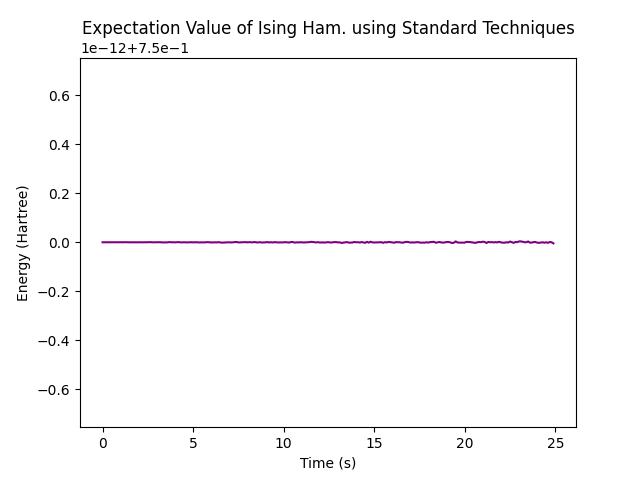 Expectation Value of Ising Ham. using Standard Techniques
1e−12+7.5e−1
0.6
0.4
0.2
0.0
−0.2
−0.4
−0.6
Energy (Hartree)
0 5 10 15 20 25
Time (s)